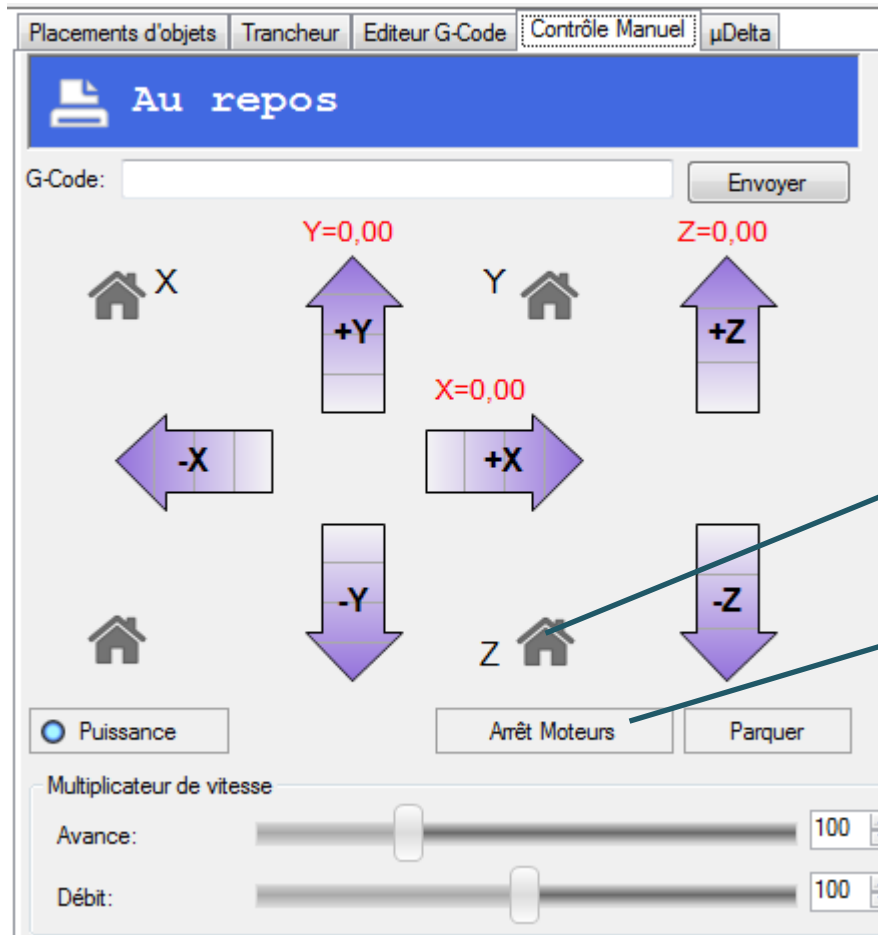 Placements d'objets Trancheur Editeur G-Code Contrôle Manuel µDelta
Au repos
G-Code: Envoyer
Y=0,00 Z=0,00
X Y
+Y +Z
X=0,00
-X +X
-Y -Z
Z
Puissance Arrêt Moteurs Parquer
Multiplicateur de vitesse
Avance: 100
Débit: 100